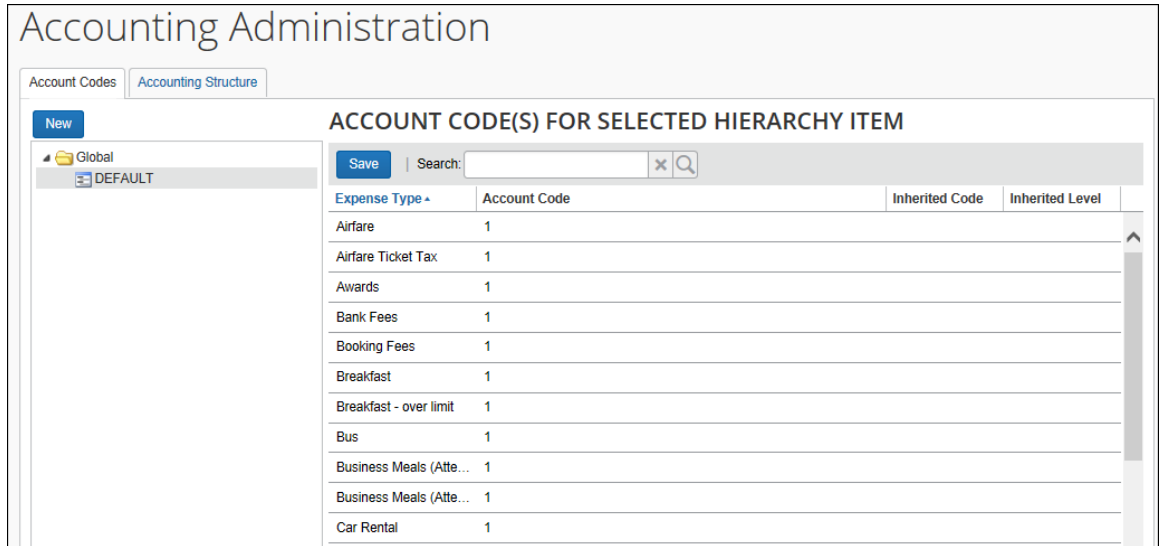 Accounting Administration
Account Codes Accounting Structure
New
ACCOUNT CODE(S) FOR SELECTED HIERARCHY ITEM
Global
DEFAULT
Save | Search:
Expense Type Account Code Inherited Code Inherited Level
Airfare 1
Airfare Ticket Tax 1
Awards 1
Bank Fees 1
Booking Fees 1
Breakfast 1
Breakfast - over limit 1
Bus 1
Business Meals (Atte... 1
Business Meals (Atte... 1
Car Rental 1